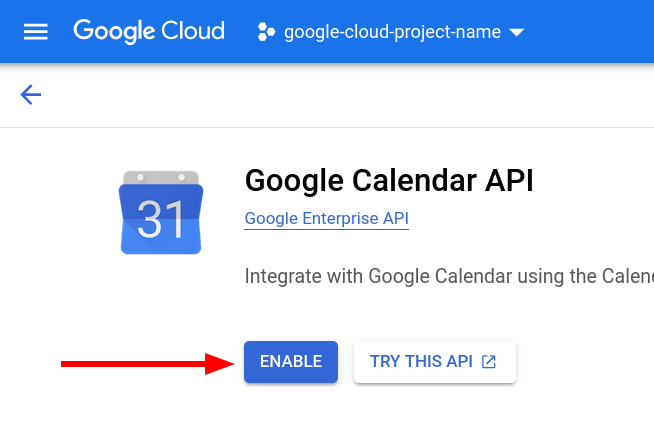 Google Cloud google-cloud-project-name
Google Calendar API
31
Google Enterprise API
Integrate with Google Calendar using the Calen
ENABLE TRY THIS API